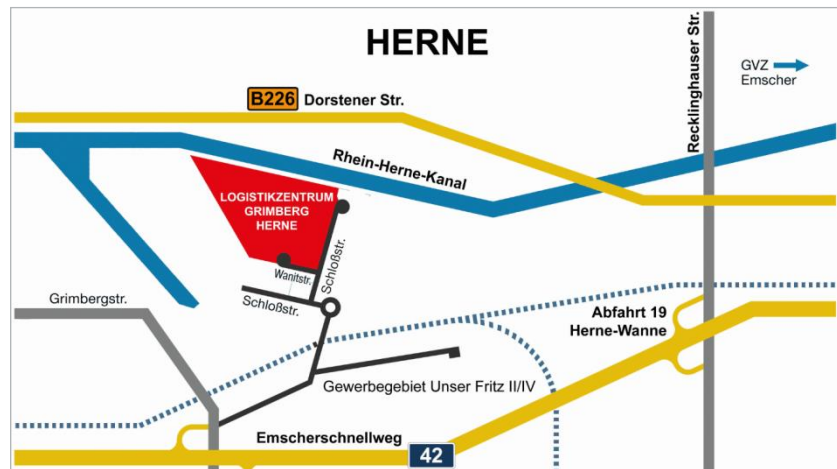 HERNE
Recklinghauser Str.
GVZ
Emscher
B226 Dorstener Str.
Rhein-Herne-Kanal
LOGISTIKZENTRUM
GRIMBERG
HERNE
Schloßstr.
Wanitstr.
Schloßstr.
Grimbergstr.
Abfahrt 19
Herne-Wanne
Gewerbegebiet Unser Fritz II/IV
Emscherschnellweg
42